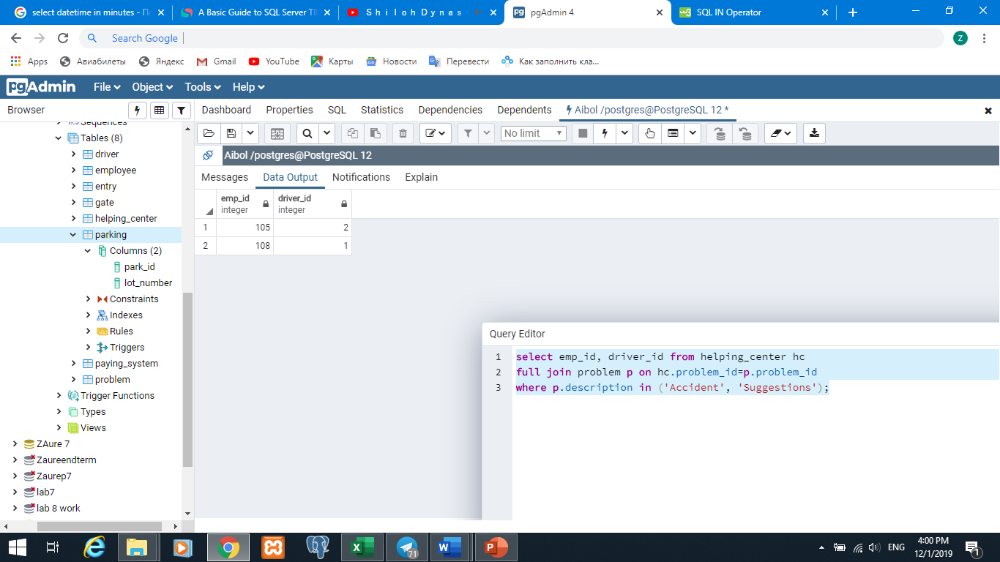 select datetime in minutes - По
A Basic Guide to SQL Server TI
S h i l o h  D y n a s
pgAdmin 4
SQL IN Operator
Search Google
Z
Apps
Авиабилеты
Яндекс
Gmail
YouTube
Карты
Новости
Перевести
Как заполнить кла...
pgAdmin
File
Object
Tools
Help
Browser
Dashboard
Properties
SQL
Statistics
Dependencies
Dependents
Aibol /postgres@PostgreSQL 12 *
No limit
Aibol /postgres@PostgreSQL 12
Sequences
Tables (8)
driver
employee
entry
gate
helping_center
parking
Columns (2)
park_id
lot_number
Constraints
Indexes
Rules
Triggers
paying_system
problem
Trigger Functions
Types
Views
ZAure 7
Zaureendterm
Zaurep7
lab7
lab 8 work
Messages
Data Output
Notifications
Explain
emp_id driver_id
integer integer
1 105 2
2 108 1
Query Editor
1 select emp_id, driver_id from helping_center hc
2 full join problem p on hc.problem_id=p.problem_id
3 where p.description in ('Accident', 'Suggestions');
71
ENG
4:00 PM
12/1/2019
1